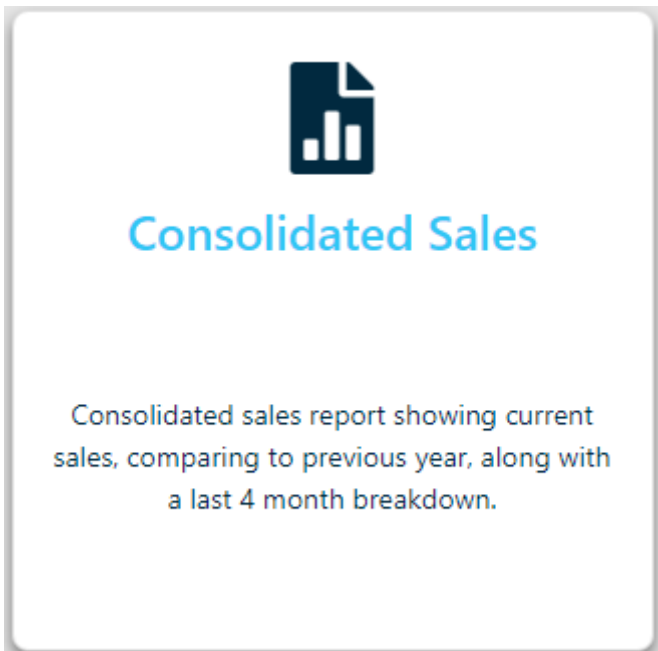 Consolidated Sales
Consolidated sales report showing current
sales, comparing to previous year, along with
a last 4 month breakdown.